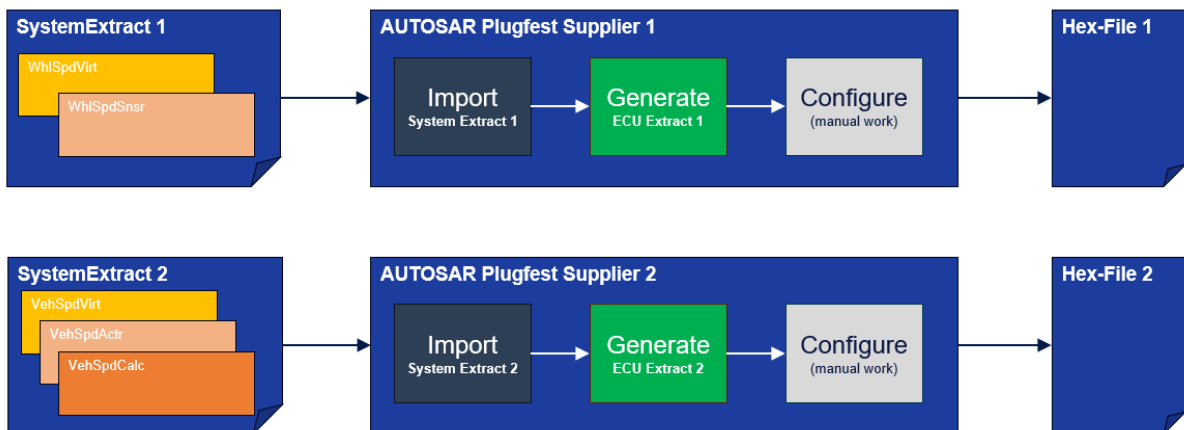 SystemExtract 1
WhlSpdVirt
WhlSpdSnsr
AUTOSAR Plugfest Supplier 1
Import
System Extract 1
Generate
ECU Extract 1
Configure
(manual work)
Hex-File 1
SystemExtract 2
VehSpdVirt
VehSpdActr
VehSpdCalc
AUTOSAR Plugfest Supplier 2
Import
System Extract 2
Generate
ECU Extract 2
Configure
(manual work)
Hex-File 2